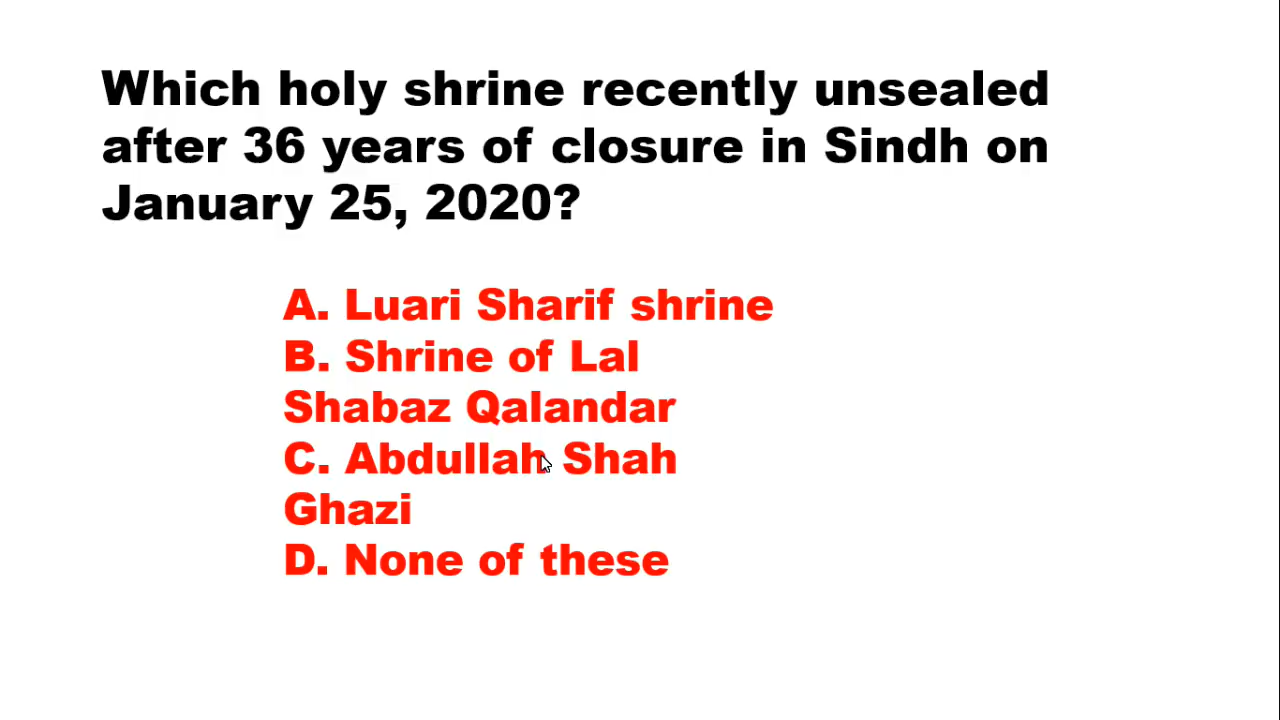 Which holy shrine recently unsealed
after 36 years of closure in Sindh on
January 25, 2020?
A. Luari Sharif shrine
B. Shrine of Lal
Shabaz Qalandar
C. Abdullah Shah
Ghazi
D. None of these